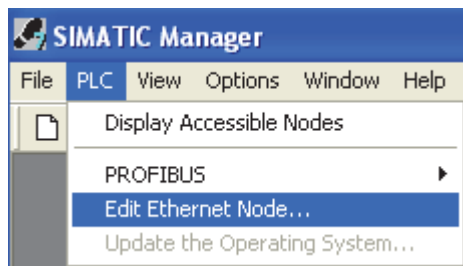 SIMATIC Manager
File PLC View Options Window Help
Display Accessible Nodes
PROFIBUS
Edit Ethernet Node...
Update the Operating System...